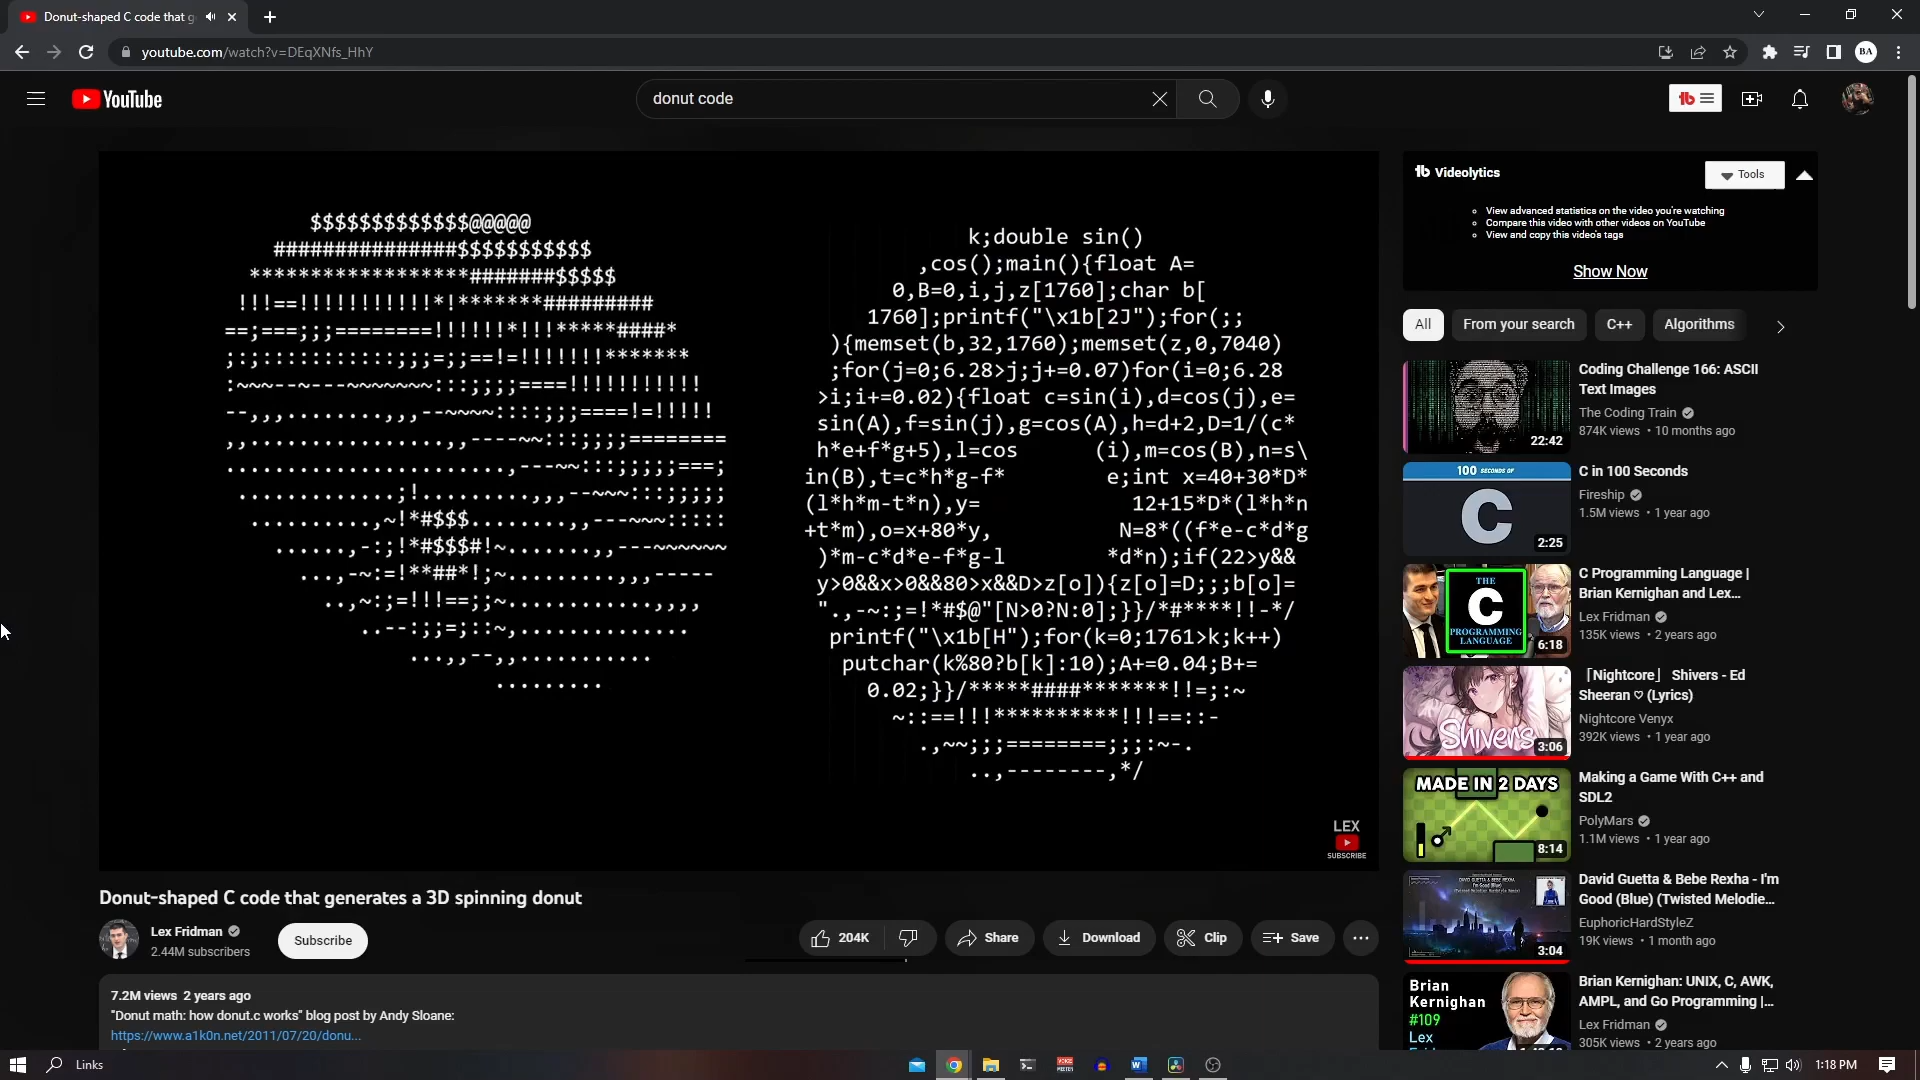 Donut-shaped C code that g
youtube.com/watch?v=DEqXNfs_HhY
BA
YouTube
donut code
$$$$$$$$$$$$$@@@@@
###############$$$$$$$$$$$
******************#######$$$$$
!!!==!!!!!!!!!!!*!*******#########
==;===;;;========!!!!!!*!!!*****####*
;:;:::::::::::;;;=;;==!=!!!!!!!*******
:~~~--~---~~~~~~~:::;;;;====!!!!!!!!!!!
--,,,........,,,--~~~~::::;;;====!=!!!!!
,,................,,----~~:::;;;;========
.......................,---~~:::;;;;;===;
.............;!.........,,,--~~~:::;;;;;
..........,~!*#$$$........,,---~~~:::::
......,-:;!*#$$$#!~.......,,---~~~~~~
...,-~:=!**##*!;~.........,,,-----
..,~:;=!!!==;;~............,,,,
..--:;;=;::~,..............
...,,--,,...........
.........
k;double sin()
,cos();main(){float A=
0,B=0,i,j,z[1760];char b[
1760];printf("\x1b[2J");for(;;
){memset(b,32,1760);memset(z,0,7040)
;for(j=0;6.28>j;j+=0.07)for(i=0;6.28
>i;i+=0.02){float c=sin(i),d=cos(j),e=
sin(A),f=sin(j),g=cos(A),h=d+2,D=1/(c*
h*e+f*g+5),l=cos (i),m=cos(B),n=s\
in(B),t=c*h*g-f* e;int x=40+30*D*
(l*h*m-t*n),y= 12+15*D*(l*h*n
+t*m),o=x+80*y, N=8*((f*e-c*d*g
)*m-c*d*e-f*g-l *d*n);if(22>y&&
y>0&&x>0&&80>x&&D>z[o]){z[o]=D;;;b[o]=
".,-~:;=!*#$@"[N>0?N:0];}}/*#****!!-*/
printf("\x1b[H");for(k=0;1761>k;k++)
putchar(k%80?b[k]:10);A+=0.04;B+=
0.02;}}/*****####*******!!=;:~
~::==!!!**********!!!==::-
.,~~;;;========;;;:~-.
..,--------,*/
LEX
SUBSCRIBE
Donut-shaped C code that generates a 3D spinning donut
Lex Fridman
2.44M subscribers
Subscribe
204K
Share
Download
Clip
Save
7.2M views 2 years ago
"Donut math: how donut.c works" blog post by Andy Sloane:
https://www.a1k0n.net/2011/07/20/donu...
tb Videolytics
Tools
View advanced statistics on the video you're watching
Compare this video with other videos on YouTube
View and copy this video's tags
Show Now
All
From your search
C++
Algorithms
22:42
Coding Challenge 166: ASCII
Text Images
The Coding Train
874K views • 10 months ago
100 SECONDS OF
C
2:25
C in 100 Seconds
Fireship
1.5M views • 1 year ago
THE
C
PROGRAMMING
LANGUAGE
6:18
C Programming Language |
Brian Kernighan and Lex...
Lex Fridman
135K views • 2 years ago
Shivers
3:06
「Nightcore」 Shivers - Ed
Sheeran ♡ (Lyrics)
Nightcore Venyx
392K views • 1 year ago
MADE IN 2 DAYS
8:14
Making a Game With C++ and
SDL2
PolyMars
1.1M views • 1 year ago
3:04
David Guetta & Bebe Rexha - I'm
Good (Blue) (Twisted Melodie...
EuphoricHardStyleZ
19K views • 1 month ago
Brian
Kernighan
#109
Lex
Brian Kernighan: UNIX, C, AWK,
AMPL, and Go Programming |...
Lex Fridman
305K views • 2 years ago
Links
1:18 PM